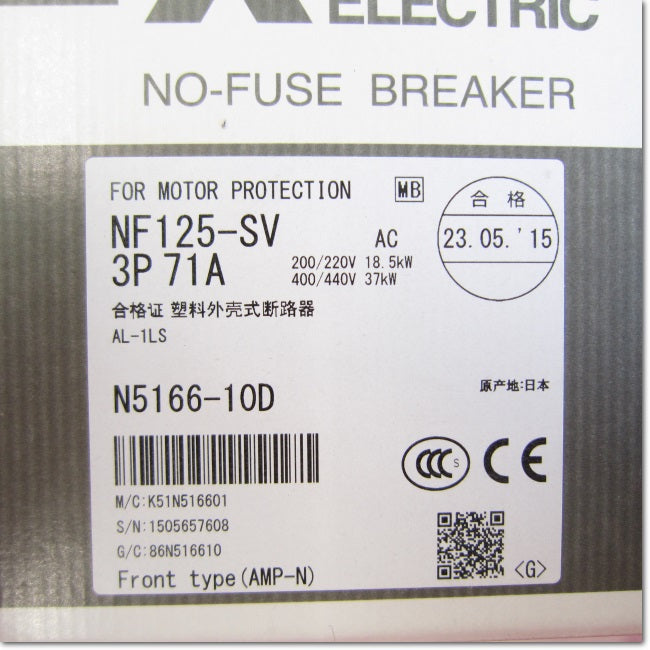 ELECTRIC
NO-FUSE BREAKER
FOR MOTOR PROTECTION MB
NF125-SV
3P 71A
AC
200/220V 18.5kW
400/440V 37kW
合格
23.05.'15
合格证 塑料外壳式断路器
AL-1LS
N5166-10D
原产地:日本
CCC S CE
M/C:K51N516601
S/N:1505657608
G/C:86N516610
Front type(AMP-N)
<G>